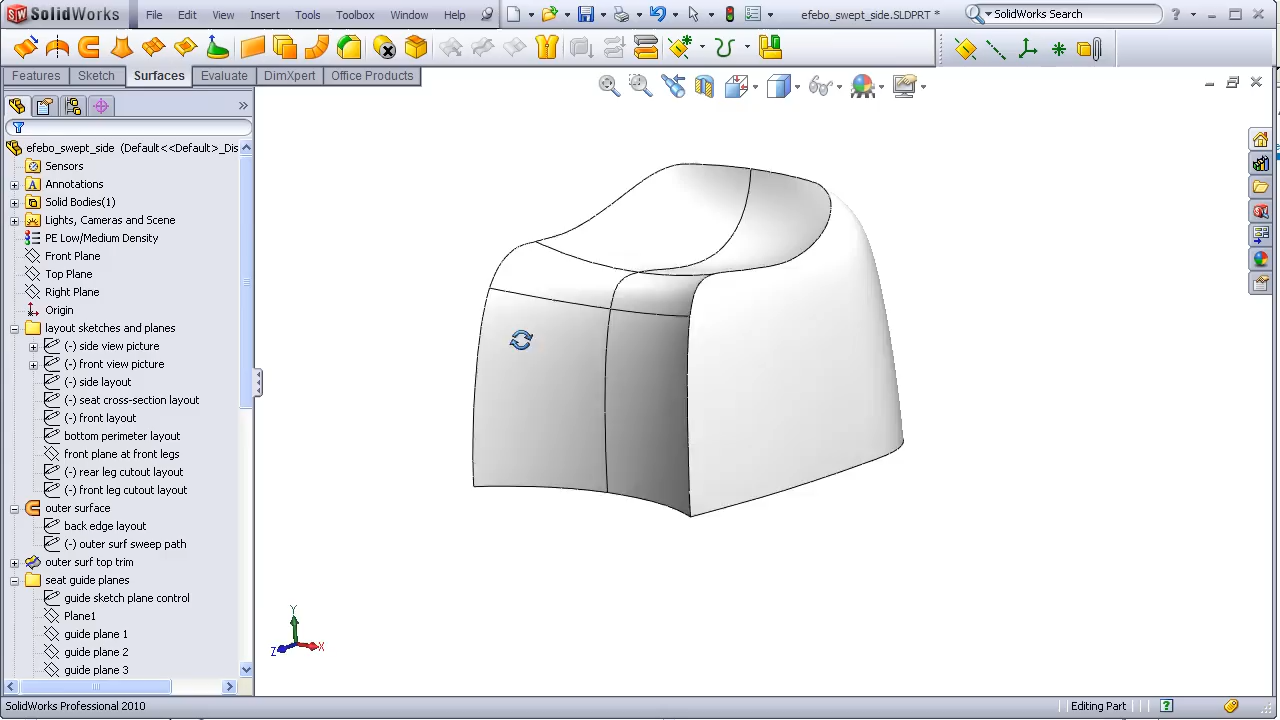 SolidWorks File Edit View Insert Tools Toolbox Window Help efebo_swept_side.SLDPRT * SolidWorks Search
Features Sketch Surfaces Evaluate DimXpert Office Products
efebo_swept_side (Default<<Default>_Dis
Sensors
Annotations
Solid Bodies(1)
Lights, Cameras and Scene
PE Low/Medium Density
Front Plane
Top Plane
Right Plane
Origin
layout sketches and planes
(-) side view picture
(-) front view picture
(-) side layout
(-) seat cross-section layout
(-) front layout
bottom perimeter layout
front plane at front legs
(-) rear leg cutout layout
(-) front leg cutout layout
outer surface
back edge layout
(-) outer surf sweep path
outer surf top trim
seat guide planes
guide sketch plane control
Plane1
guide plane 1
guide plane 2
guide plane 3
Y
Z X
SolidWorks Professional 2010 Editing Part